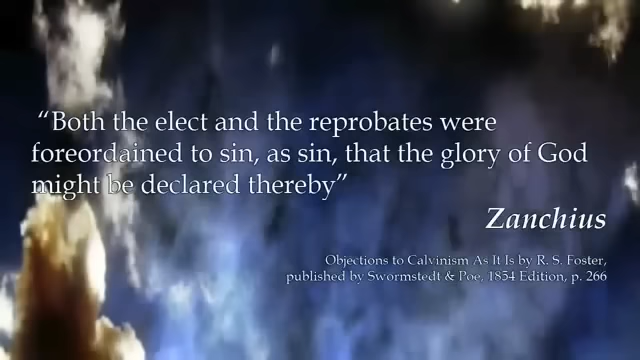 “Both the elect and the reprobates were
foreordained to sin, as sin, that the glory of God
might be declared thereby”
Zanchius
Objections to Calvinism As It Is by R. S. Foster,
published by Swormstedt & Poe, 1854 Edition, p. 266